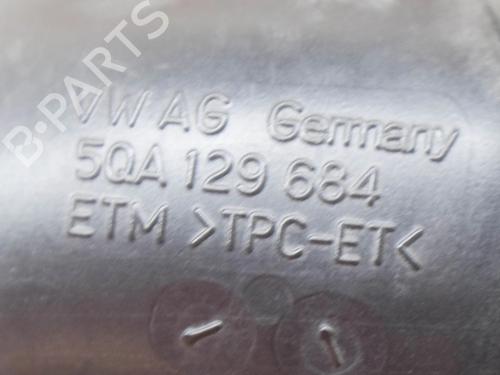 B-PARTS
VW AG Germany
5QA 129 684
ETM >TPC-ET<